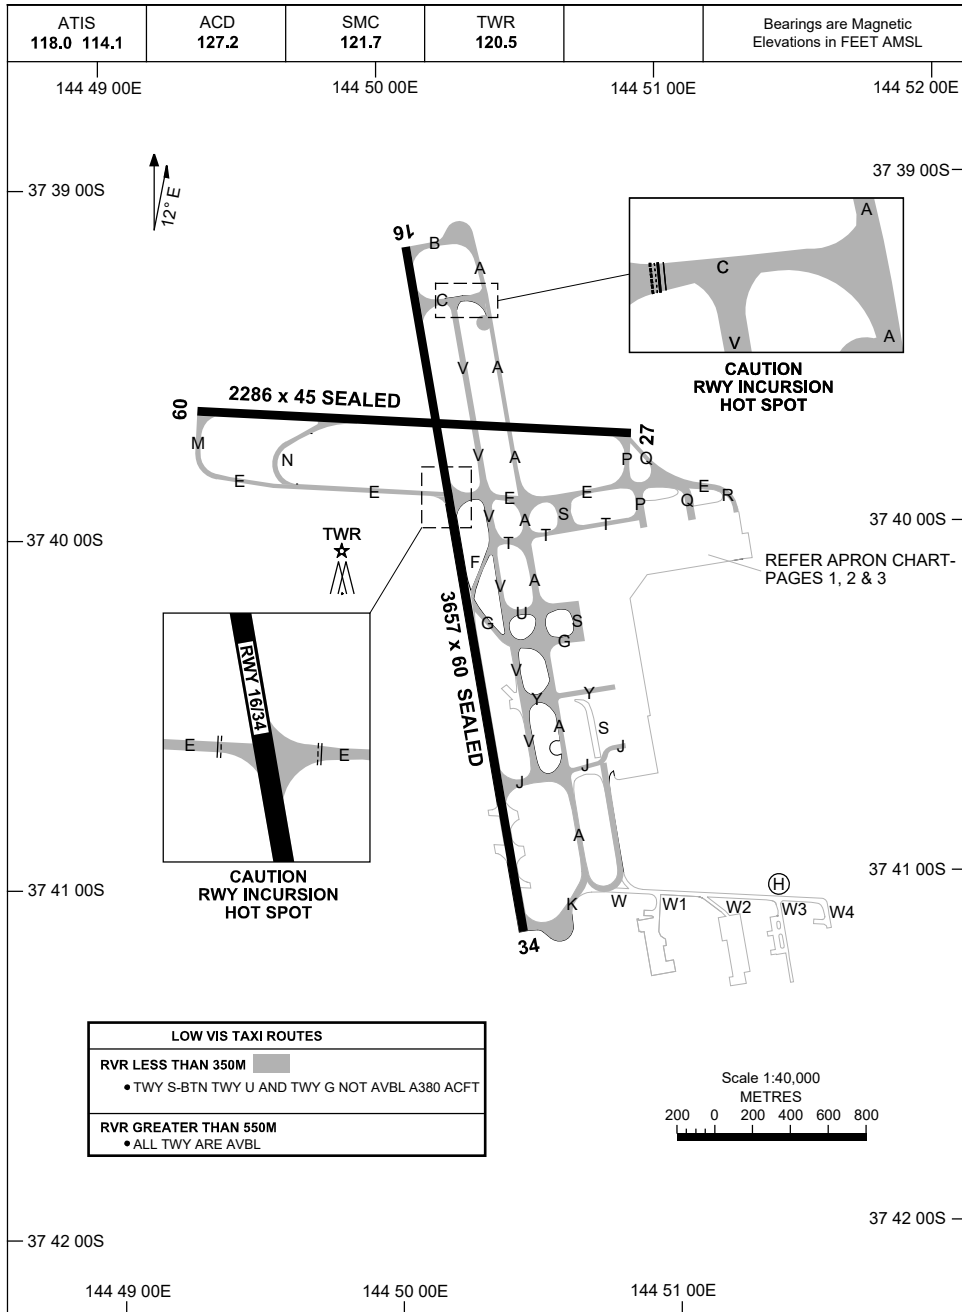 ATIS
118.0 114.1
ACD
127.2
SMC
121.7
TWR
120.5
Bearings are Magnetic
Elevations in FEET AMSL
144 49 00E
144 50 00E
144 51 00E
144 52 00E
37 39 00S
37 39 00S
12° E
16
B
A
C
A
C
V
A
CAUTION
RWY INCURSION
HOT SPOT
V
A
2286 x 45 SEALED
09
27
M
N
V
A
P
Q
E
E
E
E
E
R
P
Q
V
A
S
T
T
T
37 40 00S
37 40 00S
TWR
REFER APRON CHART-
PAGES 1, 2 & 3
F
V
A
G
U
S
G
3657 x 60 SEALED
RWY 16/34
E
E
CAUTION
RWY INCURSION
HOT SPOT
V
Y
Y
A
S
V
J
J
J
A
37 41 00S
37 41 00S
H
K
W
W1
W2
W3
W4
34
LOW VIS TAXI ROUTES
RVR LESS THAN 350M
• TWY S-BTN TWY U AND TWY G NOT AVBL A380 ACFT
RVR GREATER THAN 550M
• ALL TWY ARE AVBL
Scale 1:40,000
METRES
200 0 200 400 600 800
37 42 00S
37 42 00S
144 49 00E
144 50 00E
144 51 00E